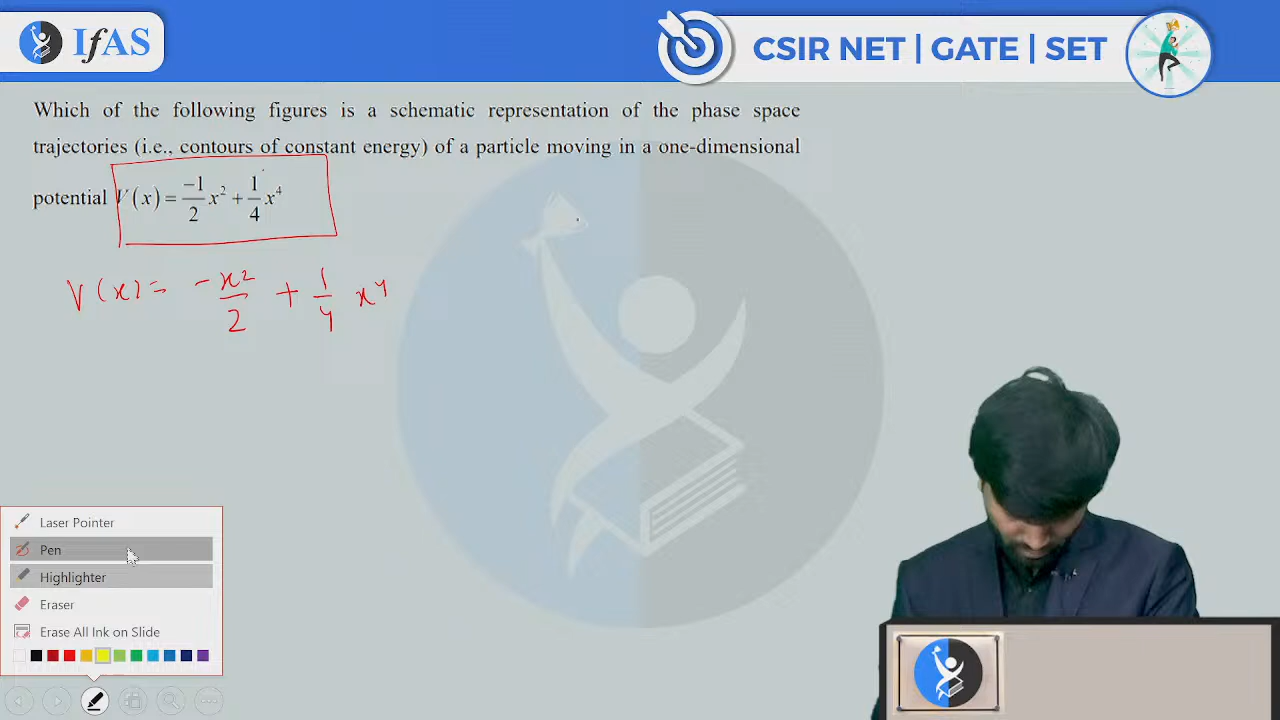 IfAS
CSIR NET | GATE | SET
Which of the following figures is a schematic representation of the phase space
trajectories (i.e., contours of constant energy) of a particle moving in a one-dimensional
potential V(x) = -1/2 x² + 1/4 x⁴
V(x) = -x²/2 + 1/4 x⁴
Laser Pointer
Pen
Highlighter
Eraser
Erase All Ink on Slide